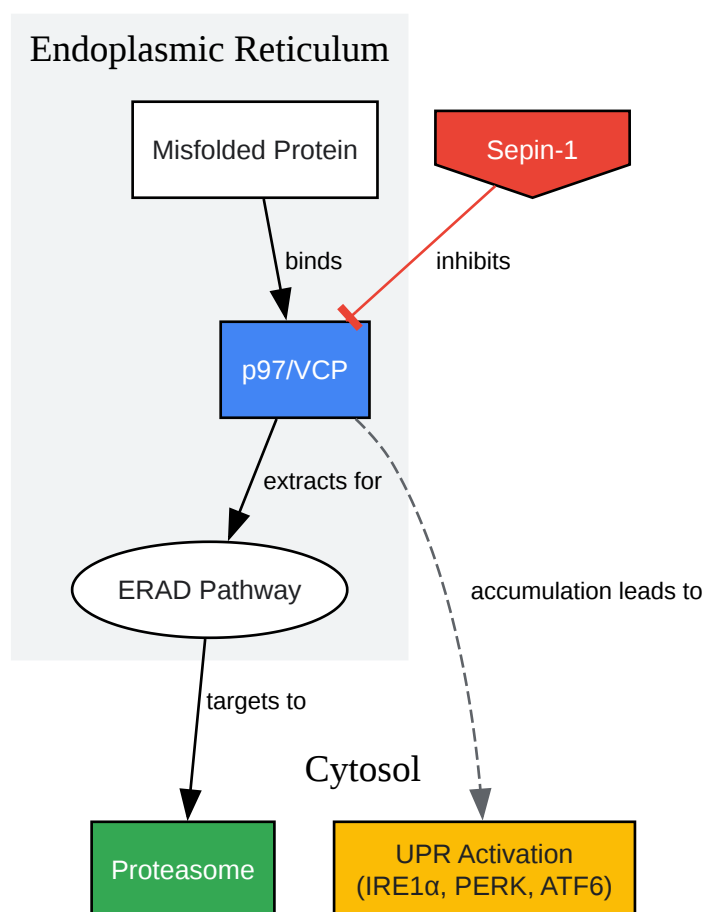 Endoplasmic Reticulum
Misfolded Protein
Sepin-1
binds
inhibits
p97/VCP
extracts for
ERAD Pathway
accumulation leads to
targets to
Cytosol
Proteasome
UPR Activation
(IRE1α, PERK, ATF6)